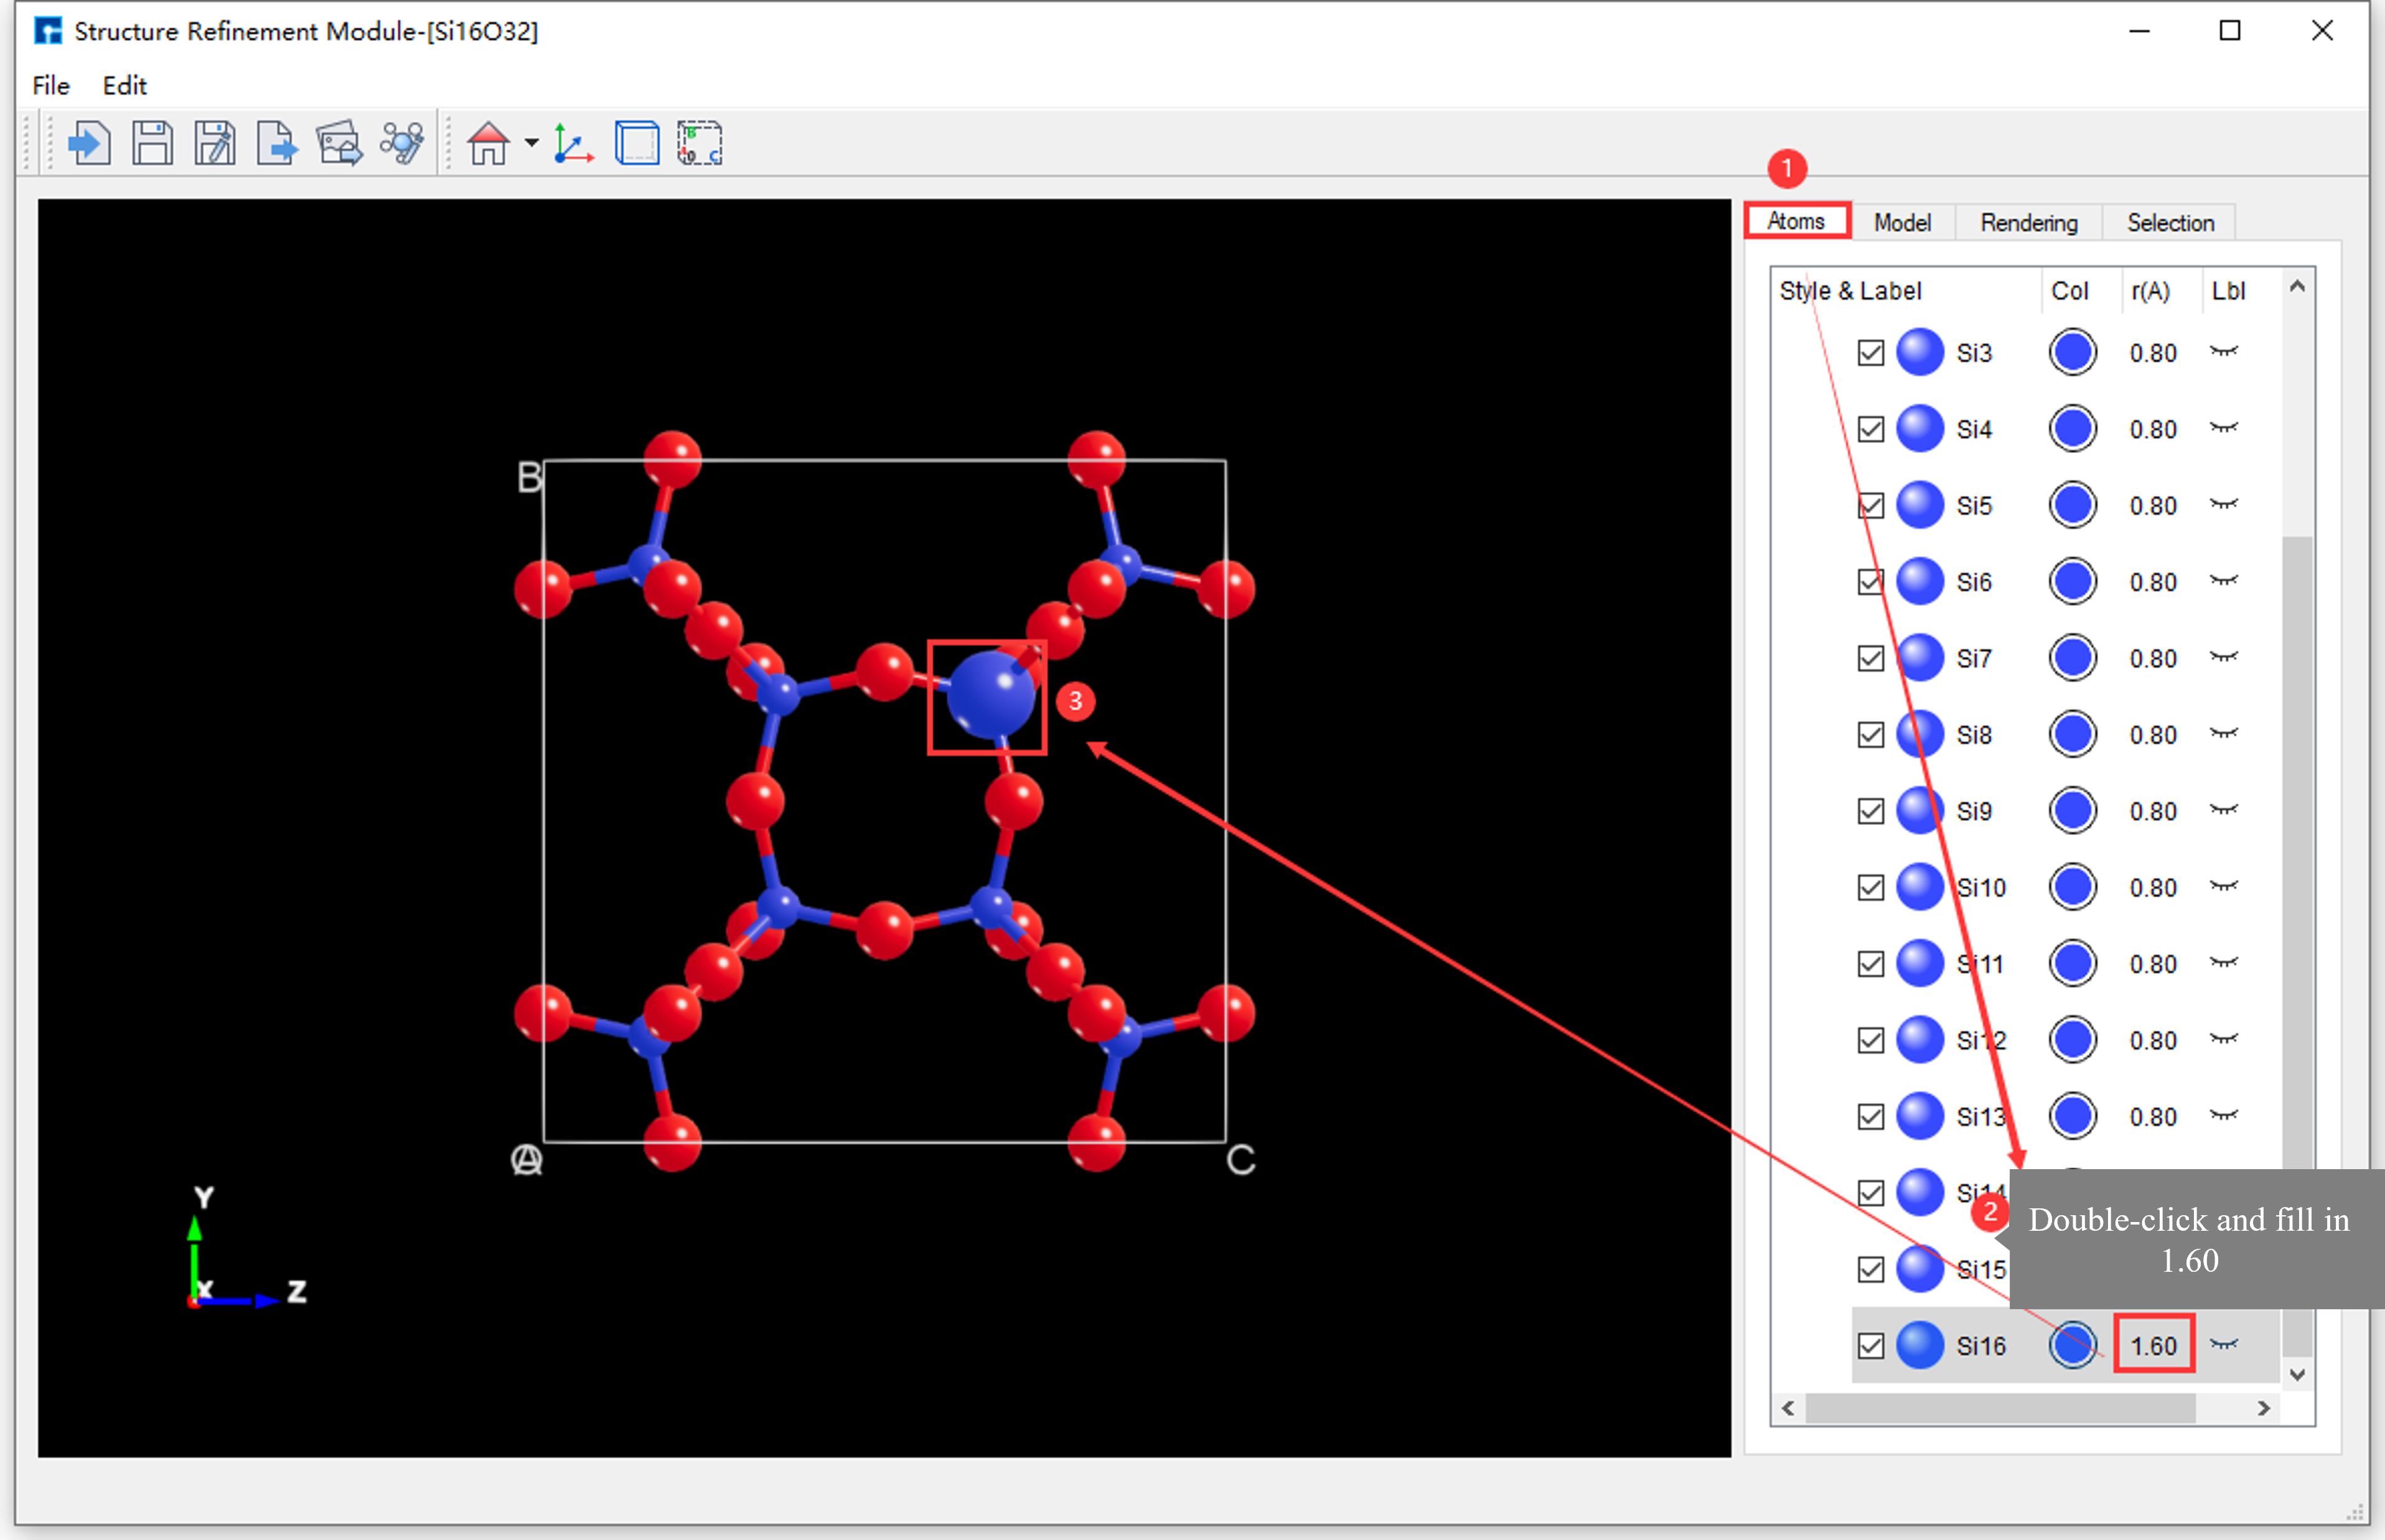 Structure Refinement Module-[Si16O32]
File Edit
1
Atoms Model Rendering Selection
Style & Label Col r(A) Lbl
Si3 0.80
Si4 0.80
Si5 0.80
Si6 0.80
Si7 0.80
Si8 0.80
Si9 0.80
Si10 0.80
Si11 0.80
Si12 0.80
Si13 0.80
Si14
Si15
Si16 1.60
2
Double-click and fill in
1.60
B
3
A C
O
Y
X Z
B
O C